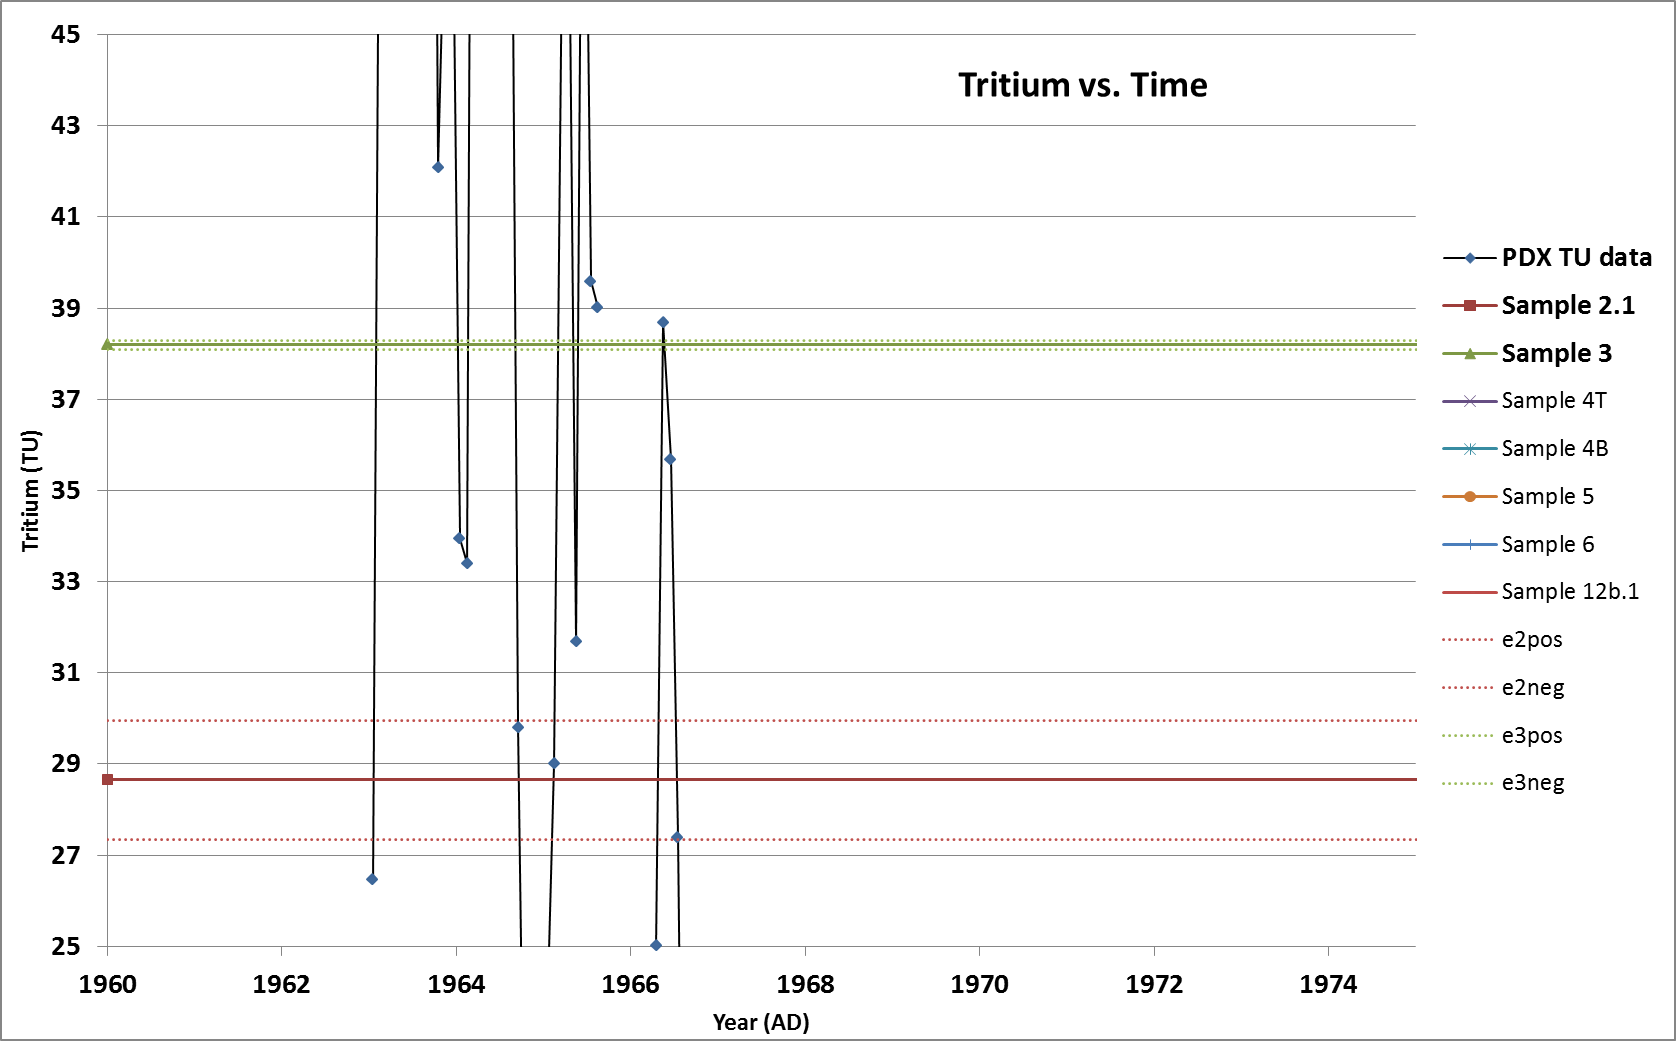 Tritium vs. Time
45
43
41
39
37
35
33
31
29
27
25
Tritium (TU)
1960 1962 1964 1966 1968 1970 1972 1974
Year (AD)
PDX TU data
Sample 2.1
Sample 3
Sample 4T
Sample 4B
Sample 5
Sample 6
Sample 12b.1
e2pos
e2neg
e3pos
e3neg